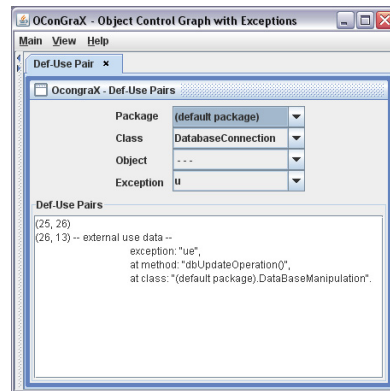 OConGraX - Object Control Graph with Exceptions
Main View Help
Def-Use Pair ×
OcongraX - Def-Use Pairs
Package (default package)
Class DatabaseConnection
Object - - -
Exception u
Def-Use Pairs
(25, 26)
(26, 13) -- external use data --
exception: "ue",
at method: "dbUpdateOperation()",
at class: "(default package).DataBaseManipulation".